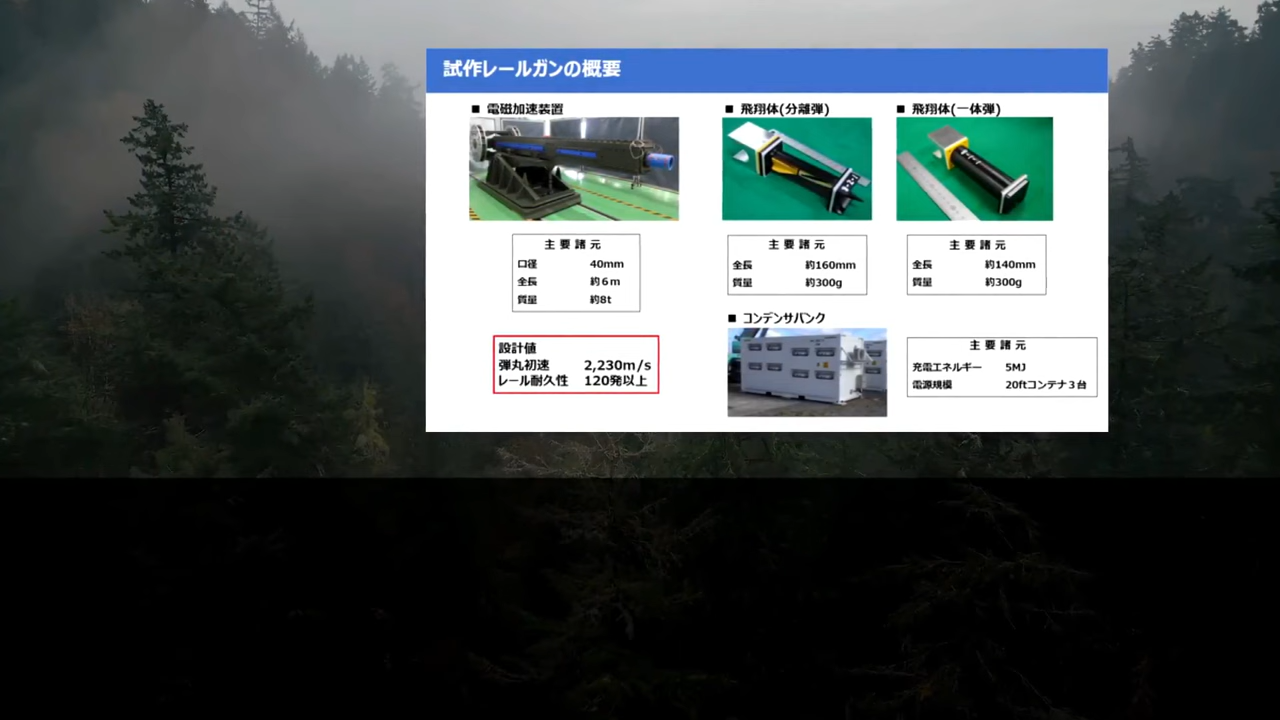 試作レールガンの概要
■ 電磁加速装置
主要諸元
口径 40mm
全長 約6m
質量 約8t
設計値
弾丸初速 2,230m/s
レール耐久性 120発以上
■ 飛翔体(分離弾)
主要諸元
全長 約160mm
質量 約300g
■ 飛翔体(一体弾)
主要諸元
全長 約140mm
質量 約300g
■ コンデンサバンク
主要諸元
充電エネルギー 5MJ
電源規模 20ftコンテナ3台